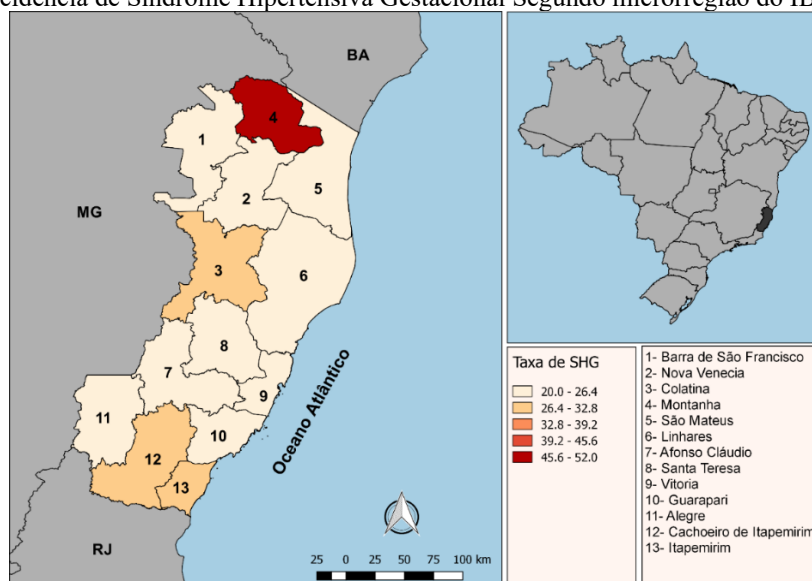 de Síndrome Hipertensiva Gestacional Segundo microrregião do
BA
4
1
5
2
MG
3
6
8
7
9
11
10
12
13
RJ
Oceano Atlântico
25 0 25 50 75 100 km
Taxa de SHG
20.0 - 26.4
26.4 - 32.8
32.8 - 39.2
39.2 - 45.6
45.6 - 52.0
1- Barra de São Francisco
2- Nova Venecia
3- Colatina
4- Montanha
5- São Mateus
6- Linhares
7- Afonso Cláudio
8- Santa Teresa
9- Vitoria
10- Guarapari
11- Alegre
12- Cachoeiro de Itapemirim
13- Itapemirim